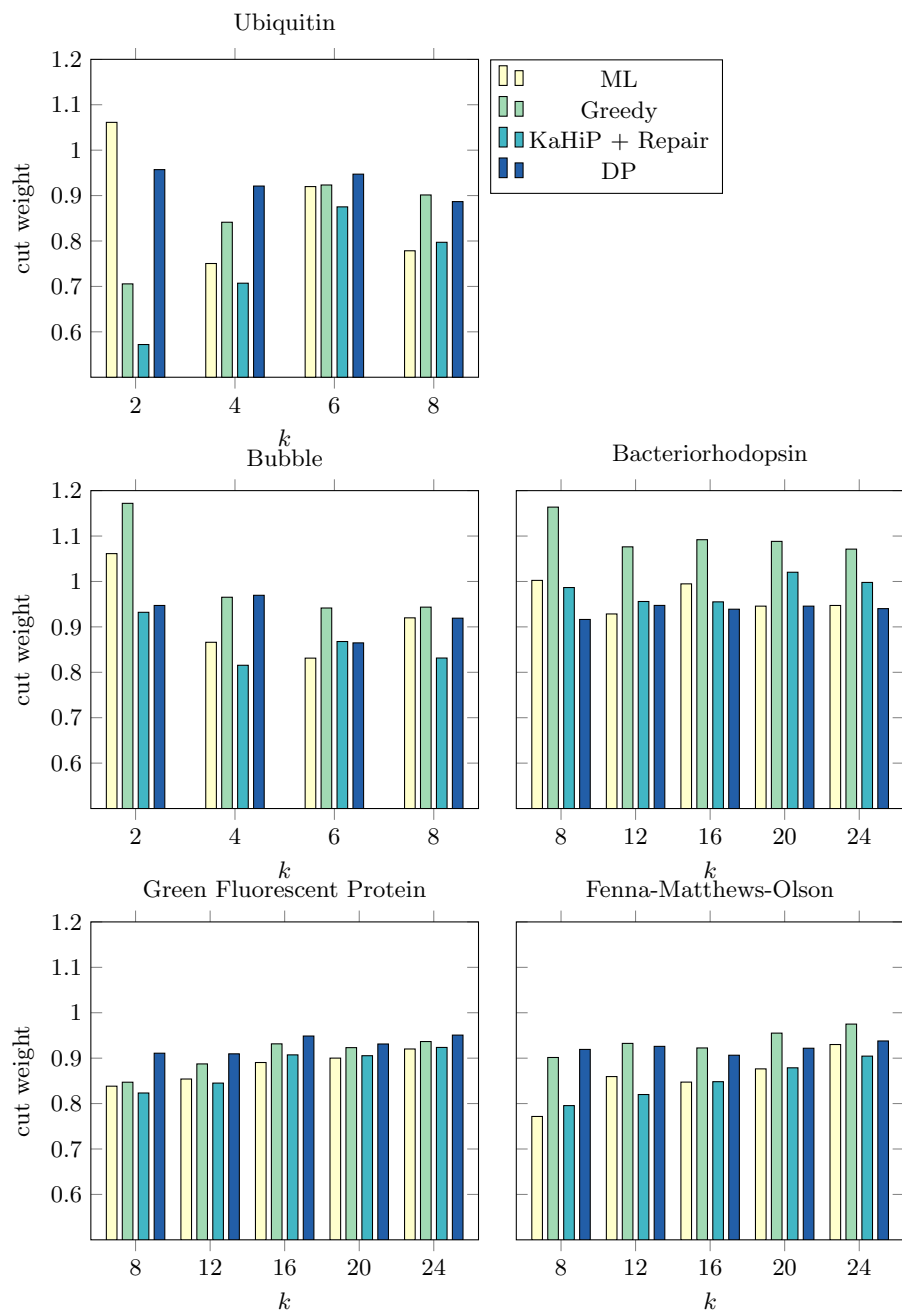 Ubiquitin
1.2
1.1
1
0.9
0.8
0.7
0.6
cut weight
2 4 6 8
k
ML
Greedy
KaHiP + Repair
DP
Bubble
1.2
1.1
1
0.9
0.8
0.7
0.6
cut weight
2 4 6 8
k
Bacteriorhodopsin
8 12 16 20 24
k
Green Fluorescent Protein
1.2
1.1
1
0.9
0.8
0.7
0.6
cut weight
8 12 16 20 24
k
Fenna-Matthews-Olson
8 12 16 20 24
k